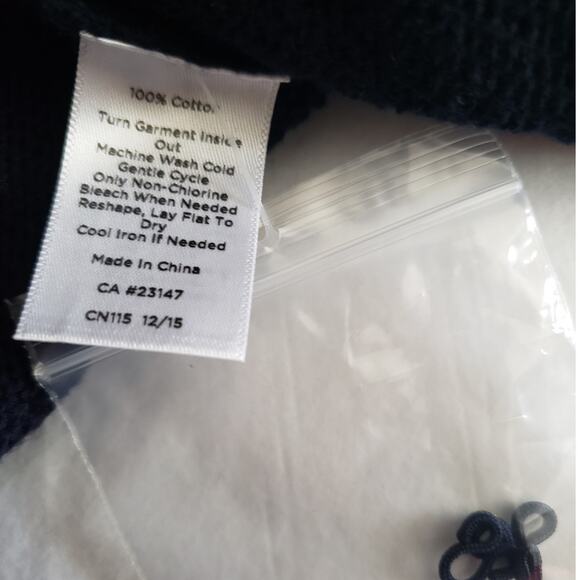 100% Cotton
Turn Garment Inside
Out
Machine Wash Cold
Gentle Cycle
Only Non-Chlorine
Bleach When Needed
Reshape, Lay Flat To
Dry
Cool Iron If Needed
Made In China
CA #23147
CN115 12/15